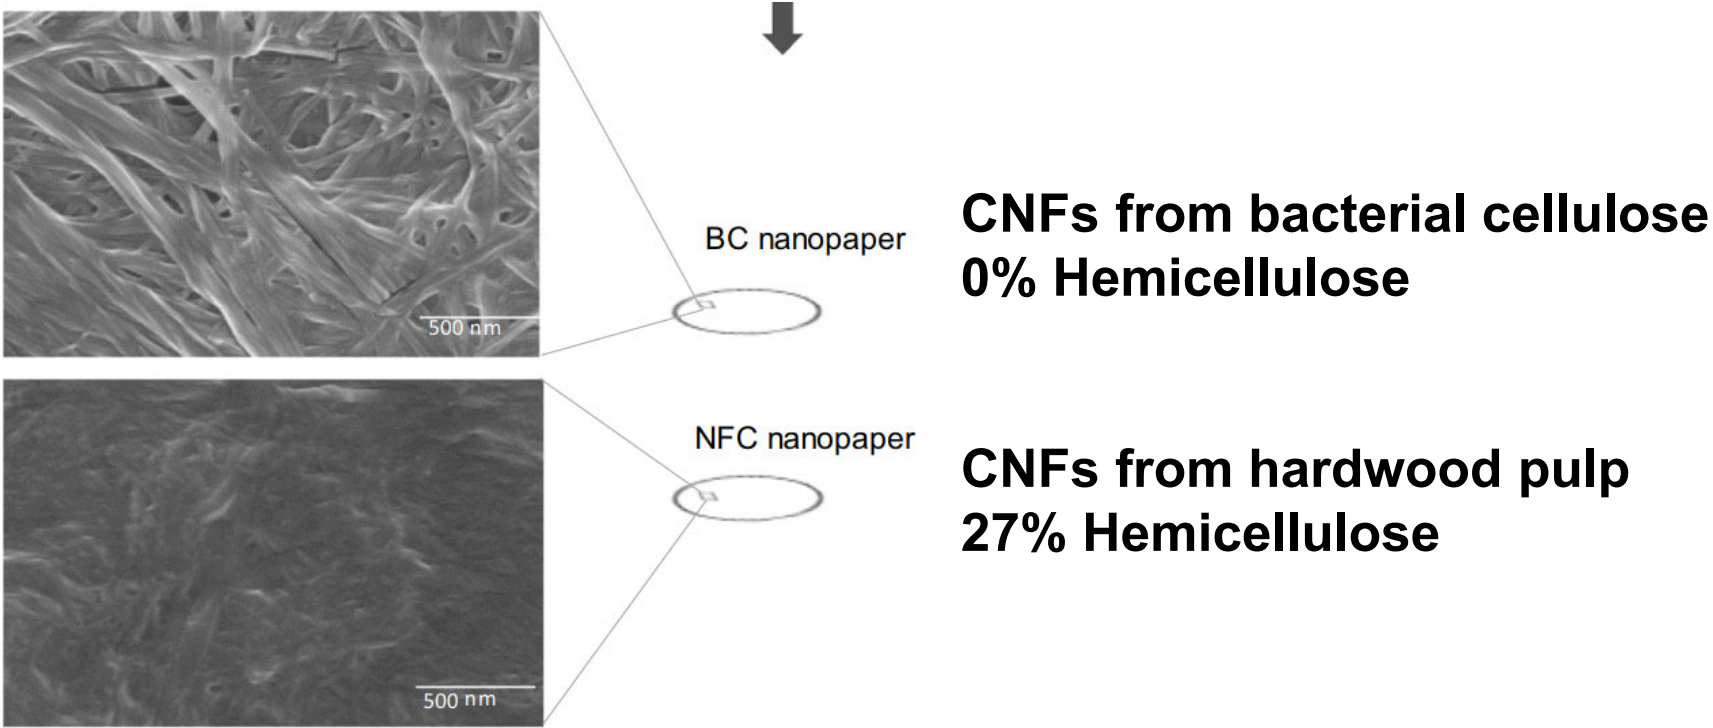 500 nm
BC nanopaper
CNFs from bacterial cellulose
0% Hemicellulose
500 nm
NFC nanopaper
CNFs from hardwood pulp
27% Hemicellulose